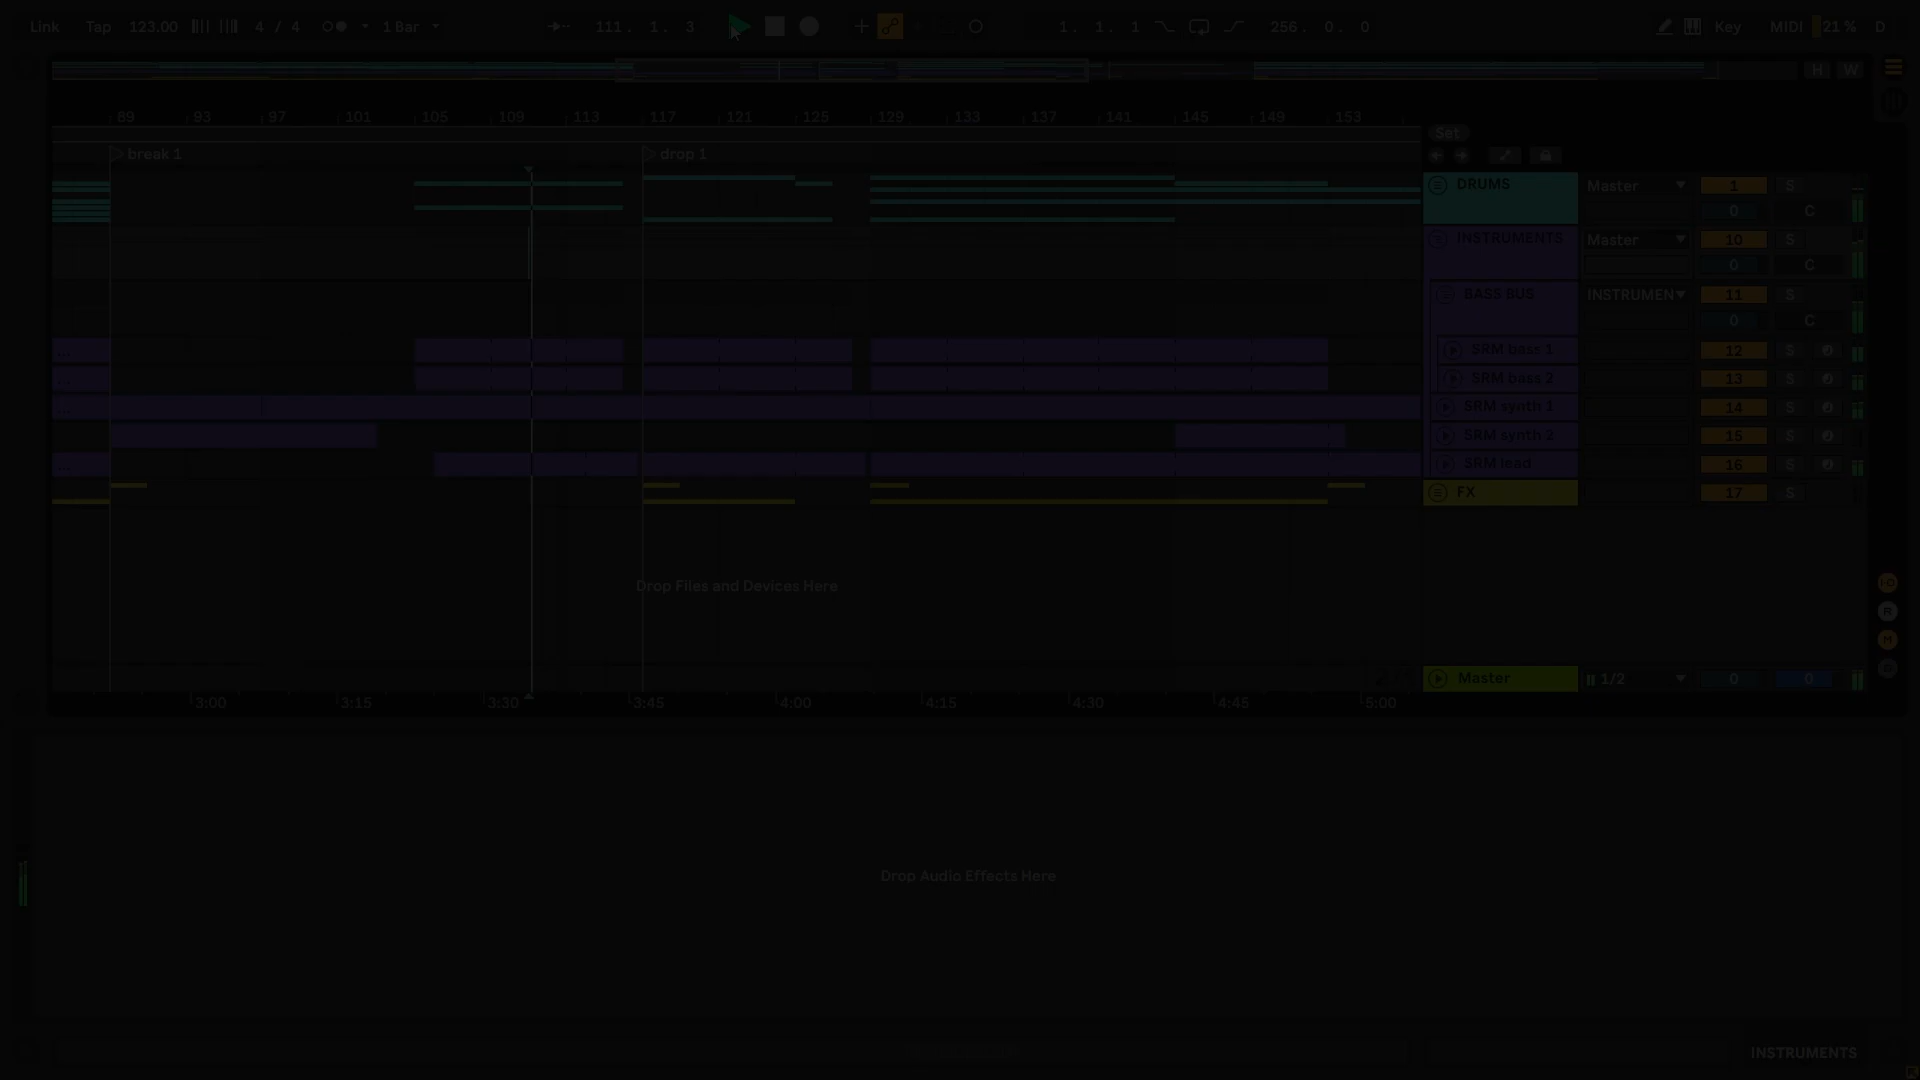 Link Tap 123.00 4 / 4 1 Bar 111. 1. 3 1. 1. 1 256. 0. 0 Key MIDI 21 % D
H W
89 93 97 101 105 109 113 117 121 125 129 133 137 141 145 149 153
Set
break 1 drop 1
DRUMS Master 1 S
0 C
INSTRUMENTS Master 10 S
0 C
BASS BUS INSTRUMEN 11 S
0 C
... SRM bass 1 12 S
... SRM bass 2 13 S
... SRM synth 1 14 S
SRM synth 2 15 S
... SRM lead 16 S
FX 17 S
Drop Files and Devices Here
I·O
R
M
Master 1/2 0 0
3:00 3:15 3:30 3:45 4:00 4:15 4:30 4:45 5:00
Drop Audio Effects Here
INSTRUMENTS